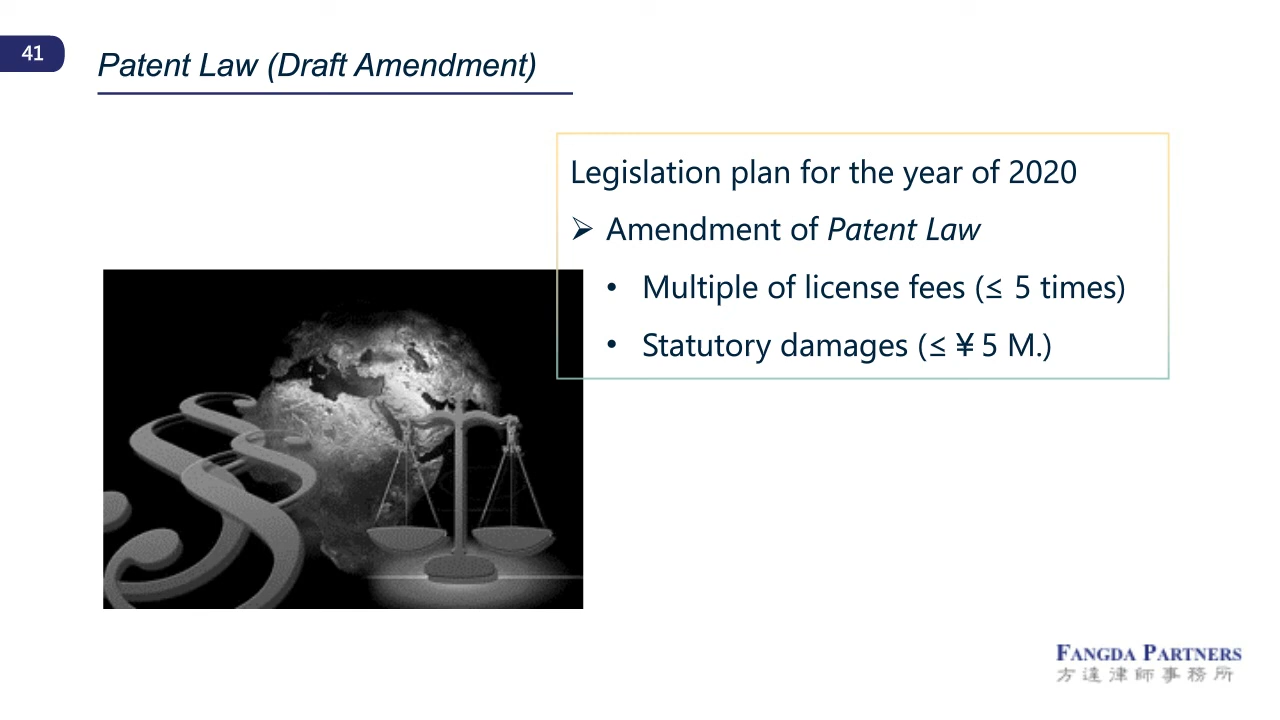 41
Patent Law (Draft Amendment)
Legislation plan for the year of 2020
➢ Amendment of Patent Law
• Multiple of license fees (≤ 5 times)
• Statutory damages (≤ ¥ 5 M.)
FANGDA PARTNERS
方達律師事務所